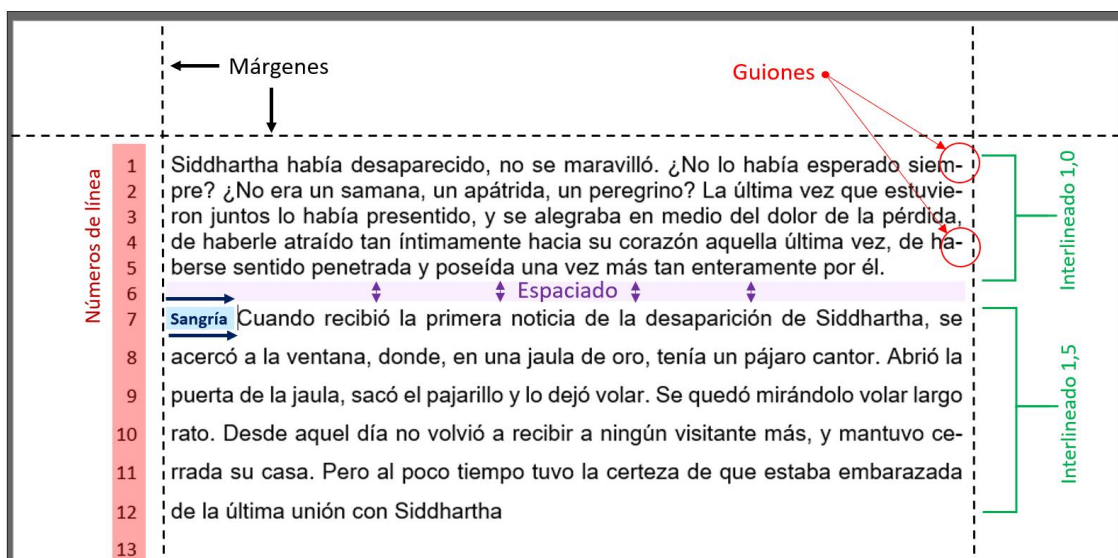 Márgenes
Guiones
Números de línea
1 Siddhartha había desaparecido, no se maravilló. ¿No lo había esperado siem-
2 pre? ¿No era un samana, un apátrida, un peregrino? La última vez que estuvie-
3 ron juntos lo había presentido, y se alegraba en medio del dolor de la pérdida,
4 de haberle atraído tan íntimamente hacia su corazón aquella última vez, de ha-
5 berse sentido penetrada y poseída una vez más tan enteramente por él.
Interlineado 1,0
6 Espaciado
7 Sangría Cuando recibió la primera noticia de la desaparición de Siddhartha, se
8 acercó a la ventana, donde, en una jaula de oro, tenía un pájaro cantor. Abrió la
9 puerta de la jaula, sacó el pajarillo y lo dejó volar. Se quedó mirándolo volar largo
10 rato. Desde aquel día no volvió a recibir a ningún visitante más, y mantuvo ce-
11 rrada su casa. Pero al poco tiempo tuvo la certeza de que estaba embarazada
12 de la última unión con Siddhartha
13
Interlineado 1,5